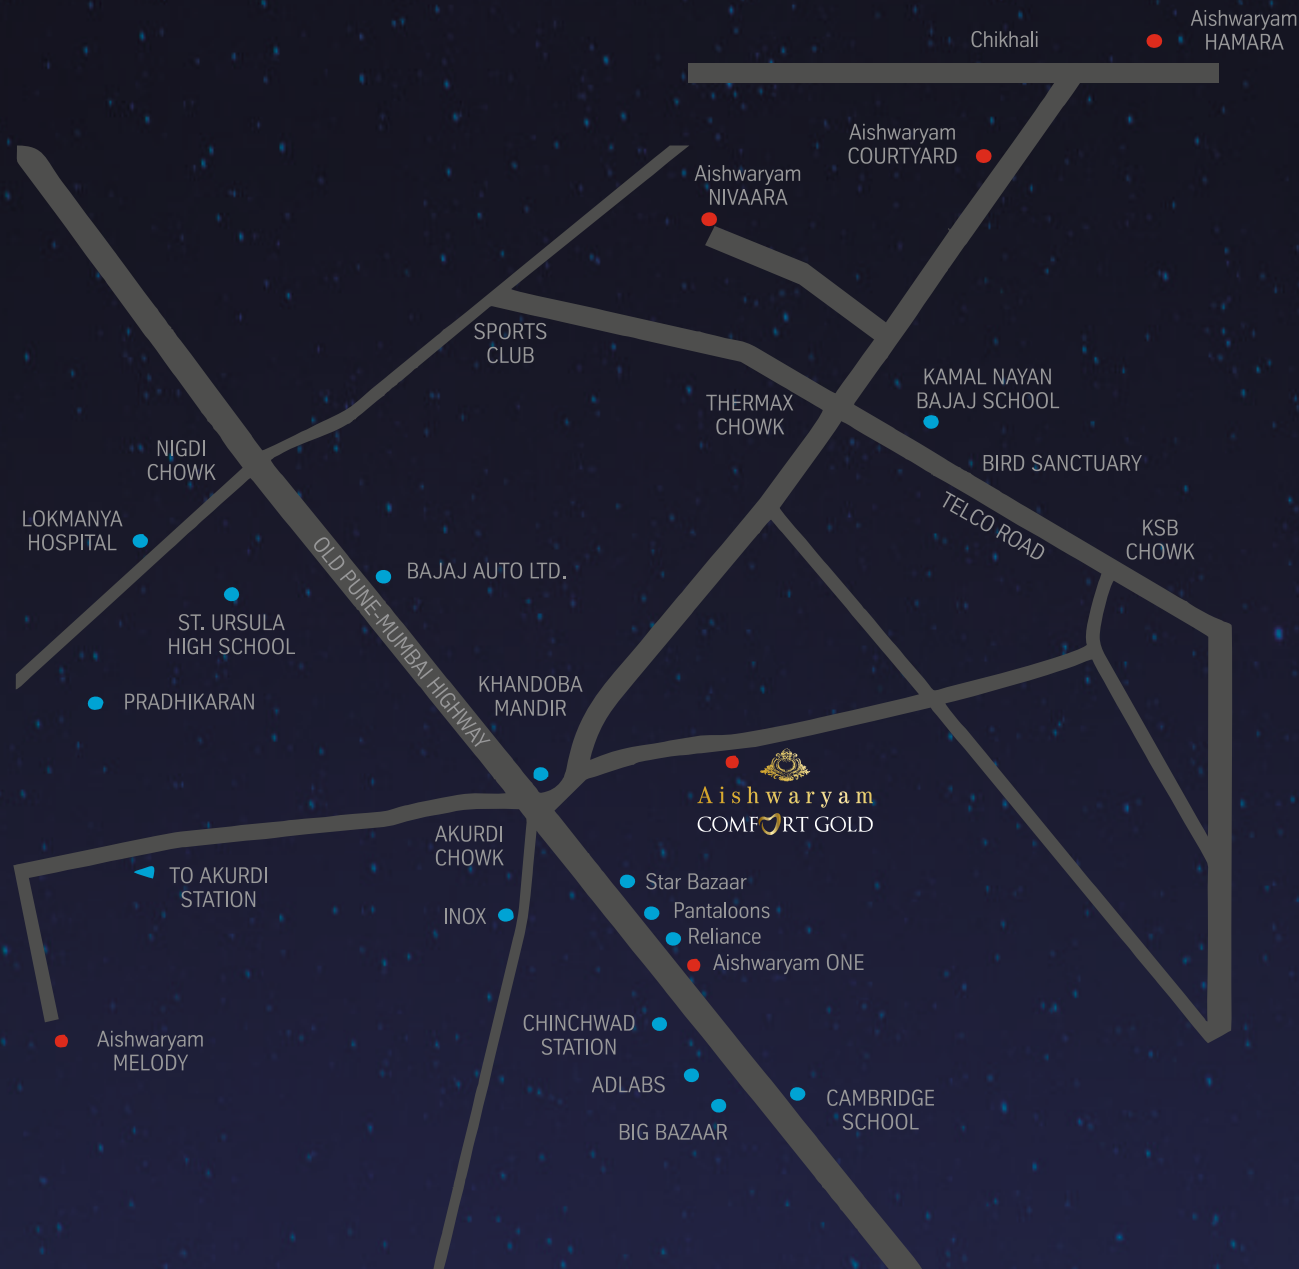 Aishwaryam
HAMARA
Chikhali
Aishwaryam
COURTYARD
Aishwaryam
NIVAARA
SPORTS
CLUB
KAMAL NAYAN
BAJAJ SCHOOL
THERMAX
CHOWK
NIGDI
CHOWK
BIRD SANCTUARY
TELCO ROAD
KSB
CHOWK
LOKMANYA
HOSPITAL
OLD PUNE-MUMBAI HIGHWAY
BAJAJ AUTO LTD.
ST. URSULA
HIGH SCHOOL
PRADHIKARAN
KHANDOBA
MANDIR
Aishwaryam
COMFORT GOLD
AKURDI
CHOWK
TO AKURDI
STATION
Star Bazaar
INOX
Pantaloons
Reliance
Aishwaryam ONE
CHINCHWAD
STATION
Aishwaryam
MELODY
ADLABS
CAMBRIDGE
SCHOOL
BIG BAZAAR